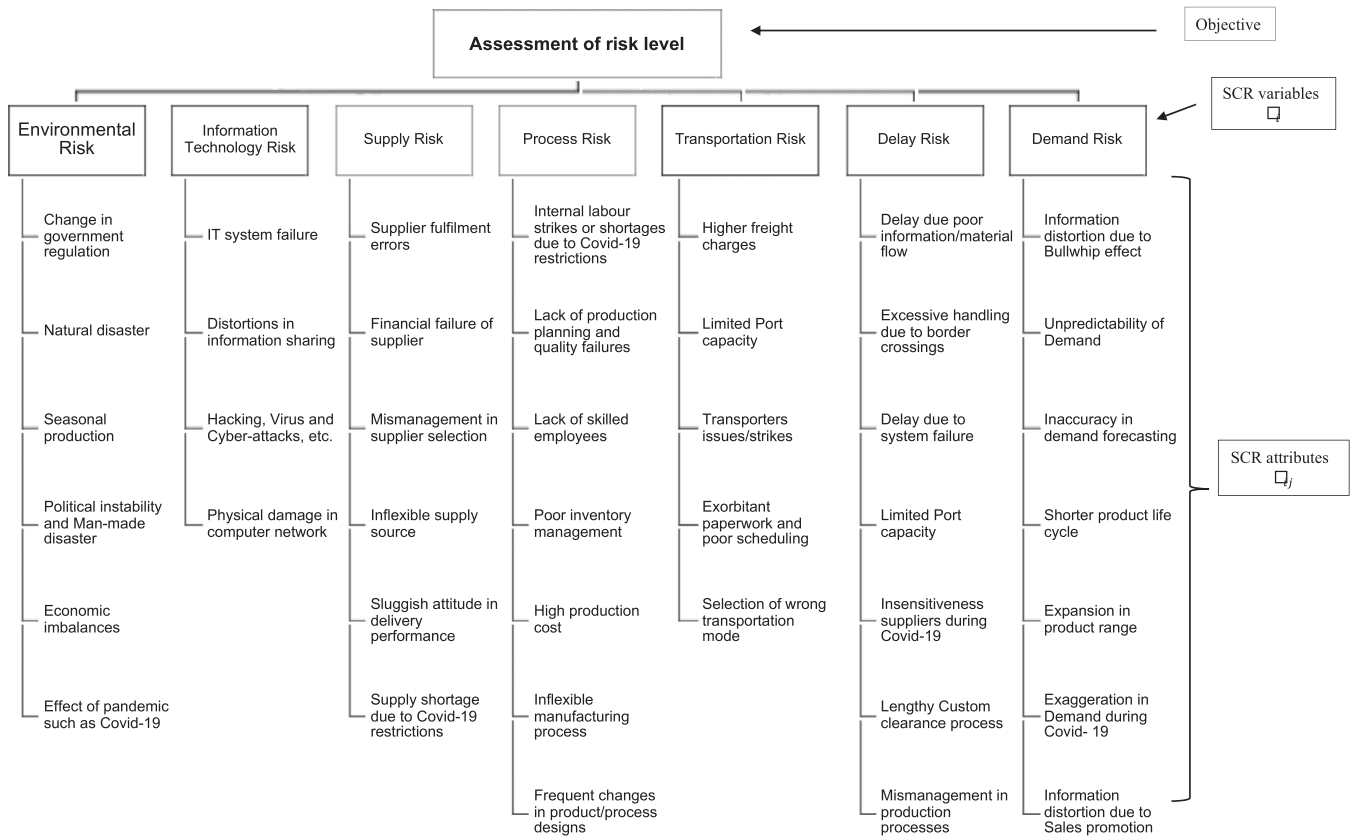 Assessment of risk level
Objective
SCR variables
□i
Environmental
Risk
Information
Technology Risk
Supply Risk
Process Risk
Transportation Risk
Delay Risk
Demand Risk
Change in
government
regulation
Natural disaster
Seasonal
production
Political instability
and Man-made
disaster
Economic
imbalances
Effect of pandemic
such as Covid-19
IT system failure
Distortions in
information sharing
Hacking, Virus and
Cyber-attacks, etc.
Physical damage in
computer network
Supplier fulfilment
errors
Financial failure of
supplier
Mismanagement in
supplier selection
Inflexible supply
source
Sluggish attitude in
delivery
performance
Supply shortage
due to Covid-19
restrictions
Internal labour
strikes or shortages
due to Covid-19
restrictions
Lack of production
planning and
quality failures
Lack of skilled
employees
Poor inventory
management
High production
cost
Inflexible
manufacturing
process
Frequent changes
in product/process
designs
Higher freight
charges
Limited Port
capacity
Transporters
issues/strikes
Exorbitant
paperwork and
poor scheduling
Selection of wrong
transportation
mode
Delay due poor
information/material
flow
Excessive handling
due to border
crossings
Delay due to
system failure
Limited Port
capacity
Insensitiveness
suppliers during
Covid-19
Lengthy Custom
clearance process
Mismanagement in
production
processes
Information
distortion due to
Bullwhip effect
Unpredictability of
Demand
Inaccuracy in
demand forecasting
Shorter product life
cycle
Expansion in
product range
Exaggeration in
Demand during
Covid- 19
Information
distortion due to
Sales promotion
SCR attributes
□ij